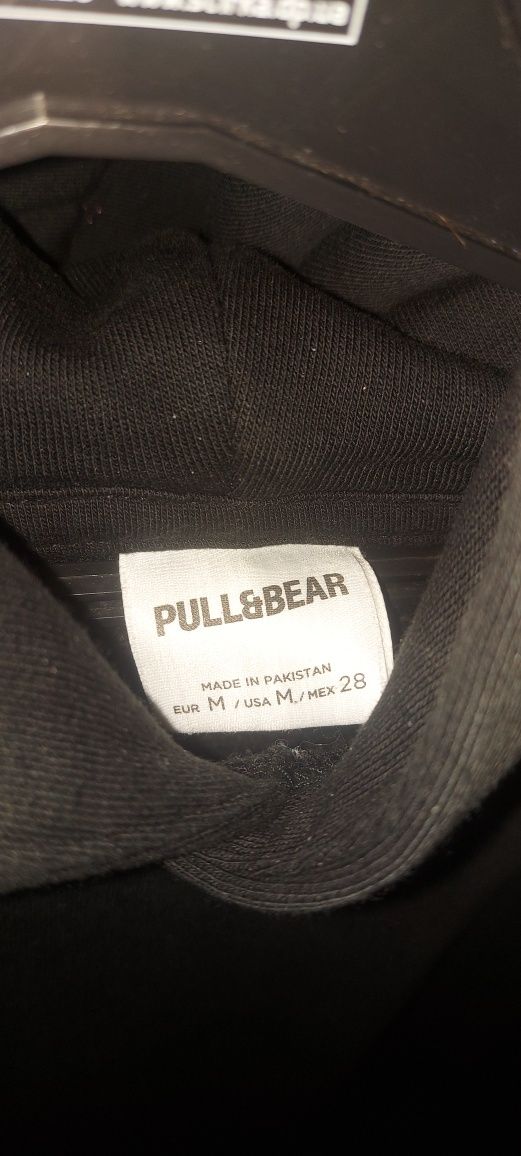 PULL&BEAR
MADE IN PAKISTAN
EUR M / USA M / MEX 28